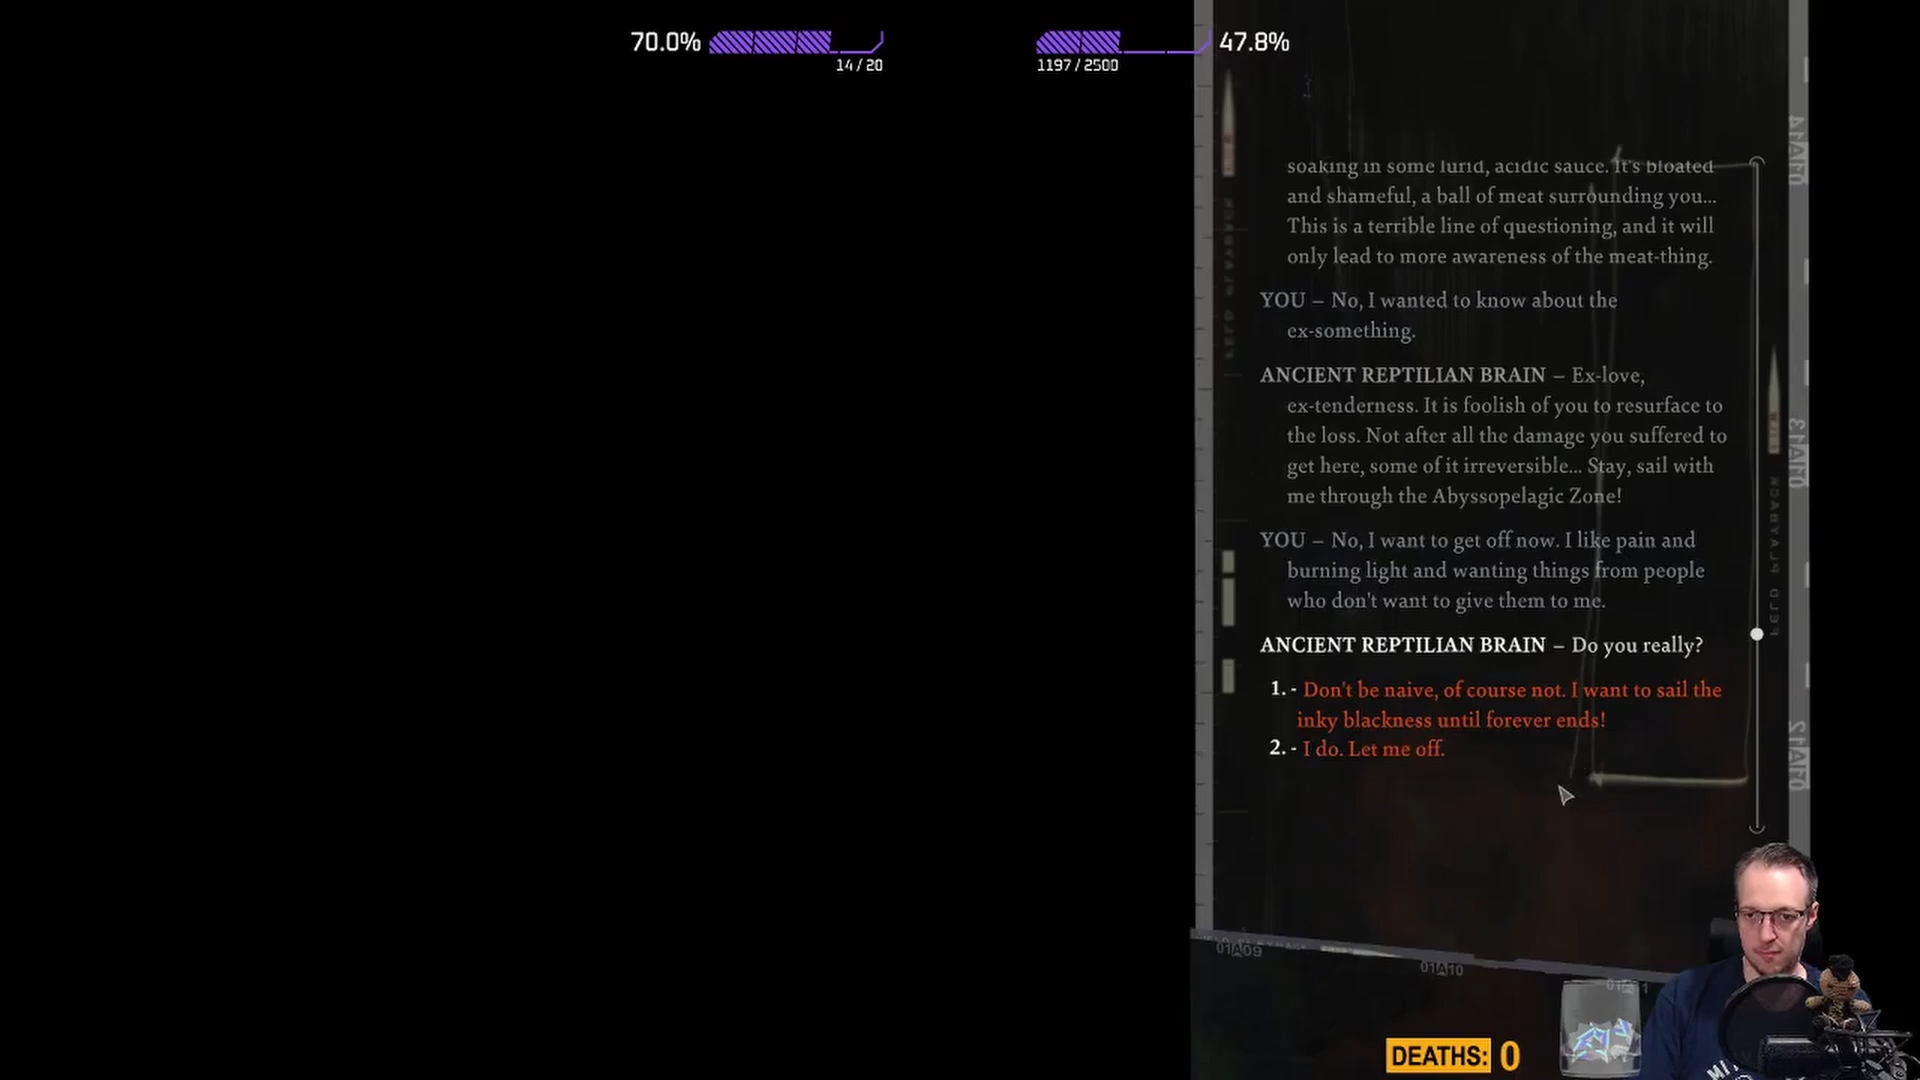 70.0%
14 / 20
1197 / 2500
47.8%
soaking in some lurid, acidic sauce. It's bloated
and shameful, a ball of meat surrounding you...
This is a terrible line of questioning, and it will
only lead to more awareness of the meat-thing.
YOU – No, I wanted to know about the
ex-something.
ANCIENT REPTILIAN BRAIN – Ex-love,
ex-tenderness. It is foolish of you to resurface to
the loss. Not after all the damage you suffered to
get here, some of it irreversible... Stay, sail with
me through the Abyssopelagic Zone!
YOU – No, I want to get off now. I like pain and
burning light and wanting things from people
who don't want to give them to me.
ANCIENT REPTILIAN BRAIN – Do you really?
1. - Don't be naive, of course not. I want to sail the
inky blackness until forever ends!
2. - I do. Let me off.
FELD PLAYBACK
01A14
01A13
01A12
01A09
01A10
DEATHS: 0